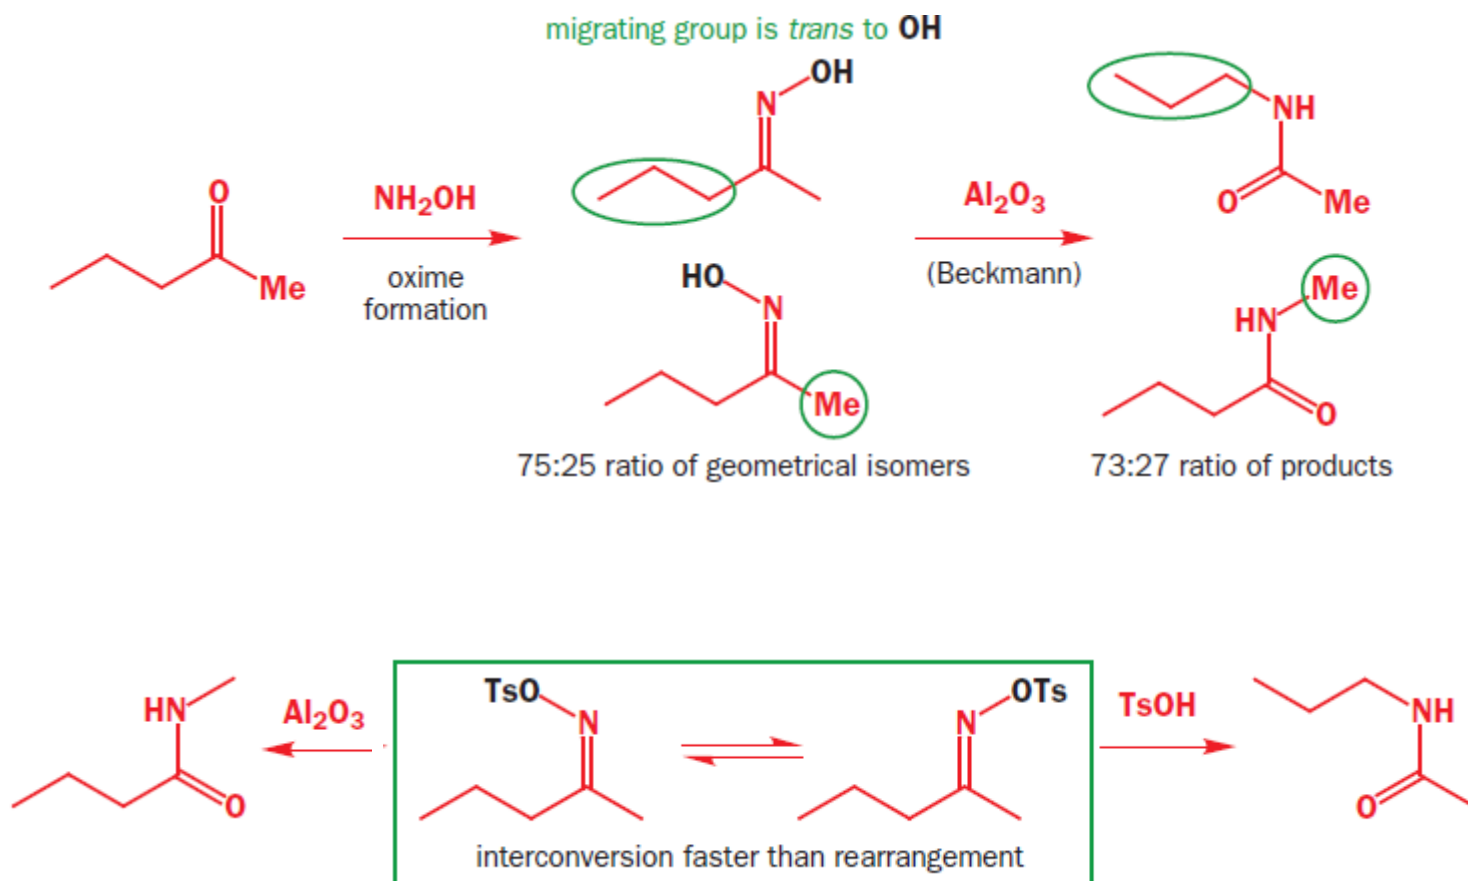 migrating group is trans to OH
OH
N
NH
O
NH₂OH
Al₂O₃
O
Me
Me
oxime
formation
(Beckmann)
HO
N
Me
HN
Me
O
75:25 ratio of geometrical isomers
73:27 ratio of products
HN
Al₂O₃
TsO
N
OTs
N
TsOH
NH
O
O
interconversion faster than rearrangement